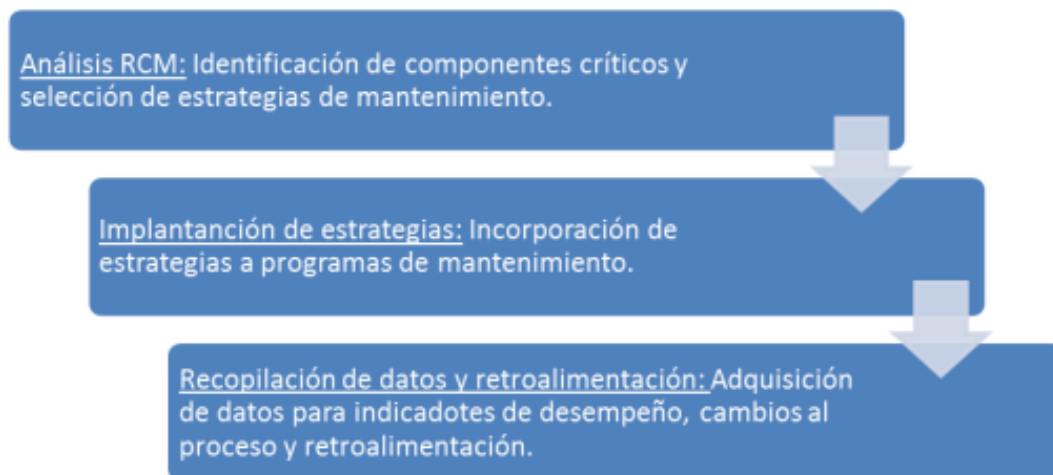 Análisis RCM: Identificación de componentes críticos y
selección de estrategias de mantenimiento.
Implantanción de estrategias: Incorporación de
estrategias a programas de mantenimiento.
Recopilación de datos y retroalimentación: Adquisición
de datos para indicadotes de desempeño, cambios al
proceso y retroalimentación.